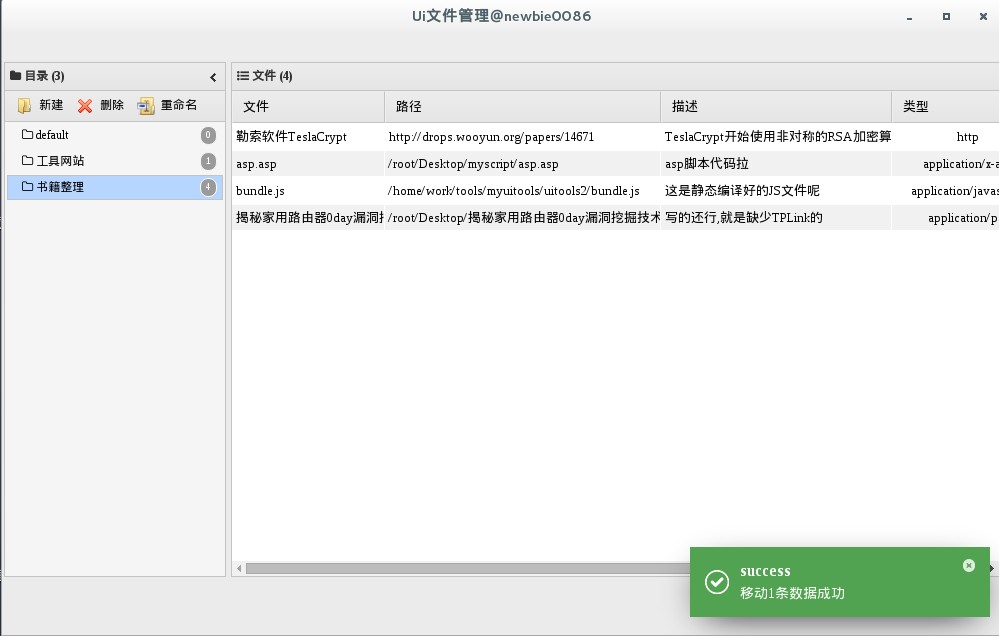 Ui文件管理@newbie0086
目录 (3)
新建 删除 重命名
default 0
工具网站 1
书籍整理 4
文件 (4)
文件 路径 描述 类型
勒索软件TeslaCrypt http://drops.wooyun.org/papers/14671 TeslaCrypt开始使用非对称的RSA加密算 http
asp.asp /root/Desktop/myscript/asp.asp asp脚本代码拉 application/x-a
bundle.js /home/work/tools/myuitools/uitools2/bundle.js 这是静态编译好的JS文件呢 application/javas
揭秘家用路由器0day漏洞 /root/Desktop/揭秘家用路由器0day漏洞挖掘技术 写的还行,就是缺少TPLink的 application/p
success
移动1条数据成功